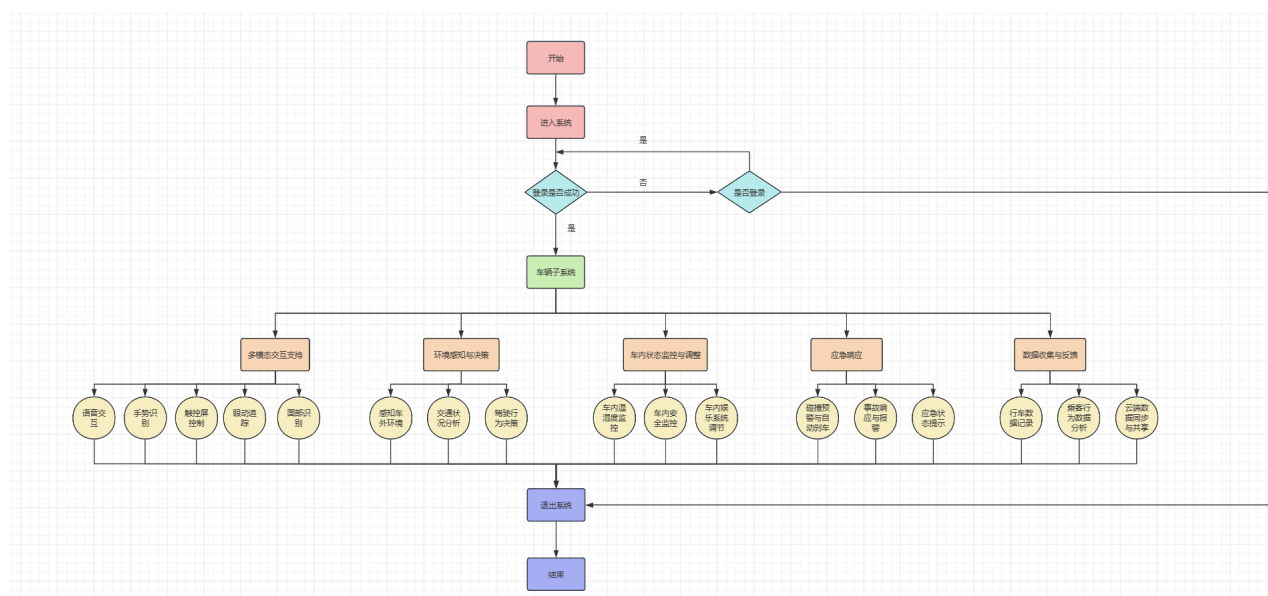 开始
进入系统
是
登录是否成功
否
是否登录
是
车辆子系统
多模态交互支持
环境感知与决策
车内状态监控与调整
应急响应
数据收集与反馈
语音交
互
手势识
别
触控屏
控制
眼动追
踪
面部识
别
感知车
外环境
交通状
况分析
驾驶行
为决策
车内温
湿度监
控
车内安
全监控
车内娱
乐系统
调节
碰撞预
警与自
动刹车
事故响
应与报
警
应急状
态提示
行车数
据记录
乘客行
为数据
分析
云端数
据同步
与共享
退出系统
结束